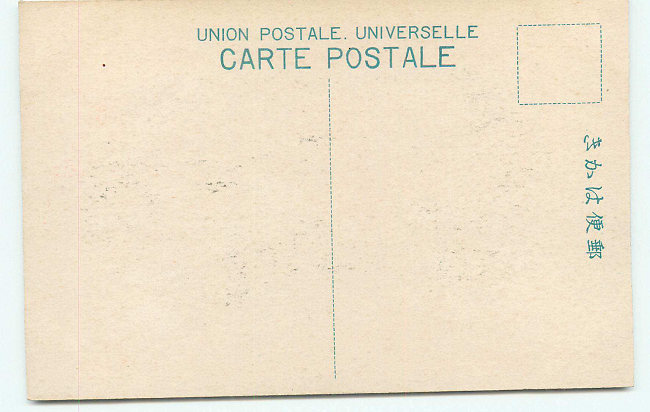 UNION POSTALE. UNIVERSELLE
CARTE POSTALE
郵便はかき